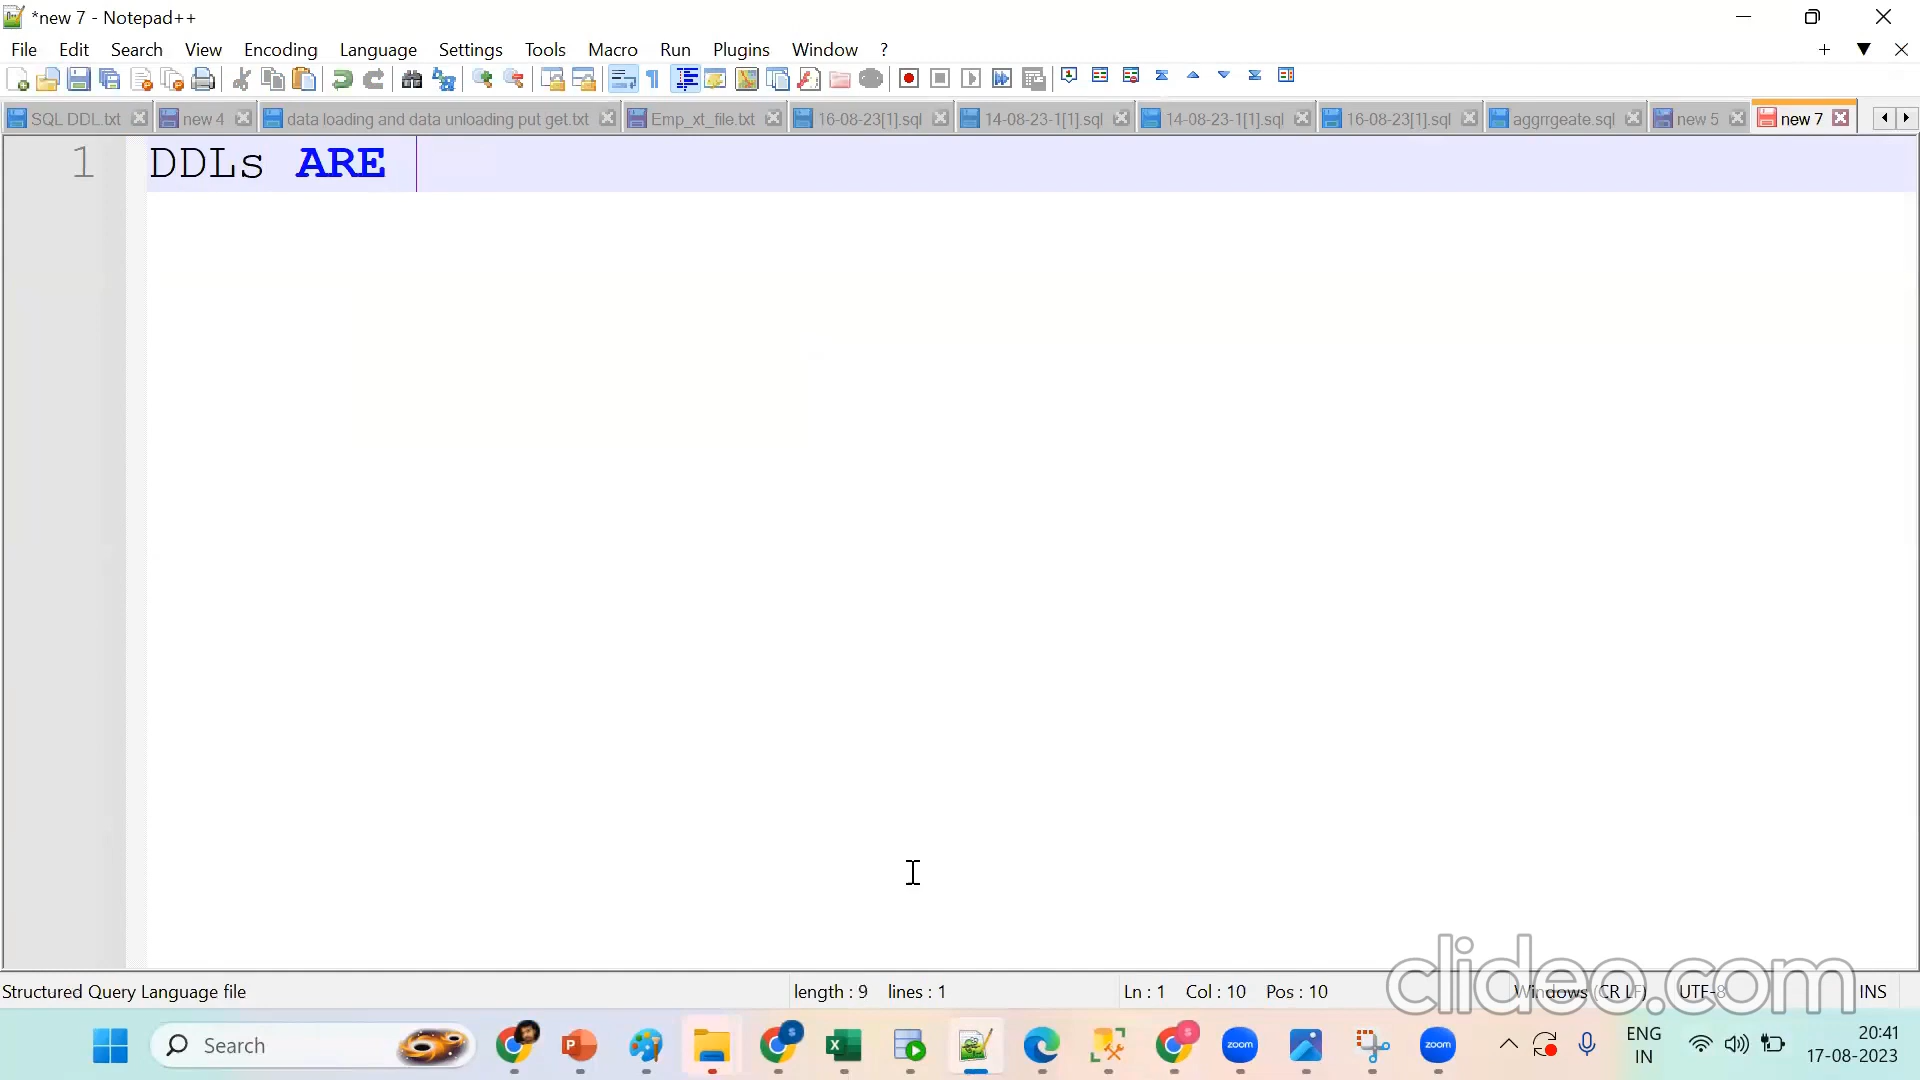 *new 7 - Notepad++
File Edit Search View Encoding Language Settings Tools Macro Run Plugins Window ?
SQL DDL.txt new 4 data loading and data unloading put get.txt Emp_xt_file.txt 16-08-23[1].sql 14-08-23-1[1].sql 14-08-23-1[1].sql 16-08-23[1].sql aggrrgeate.sql new 5 new 7
1 DDLs ARE
clideo.com
Structured Query Language file length : 9 lines : 1 Ln : 1 Col : 10 Pos : 10 Windows (CR LF) UTF-8 INS
Search zoom zoom ENG 20:41
IN 17-08-2023